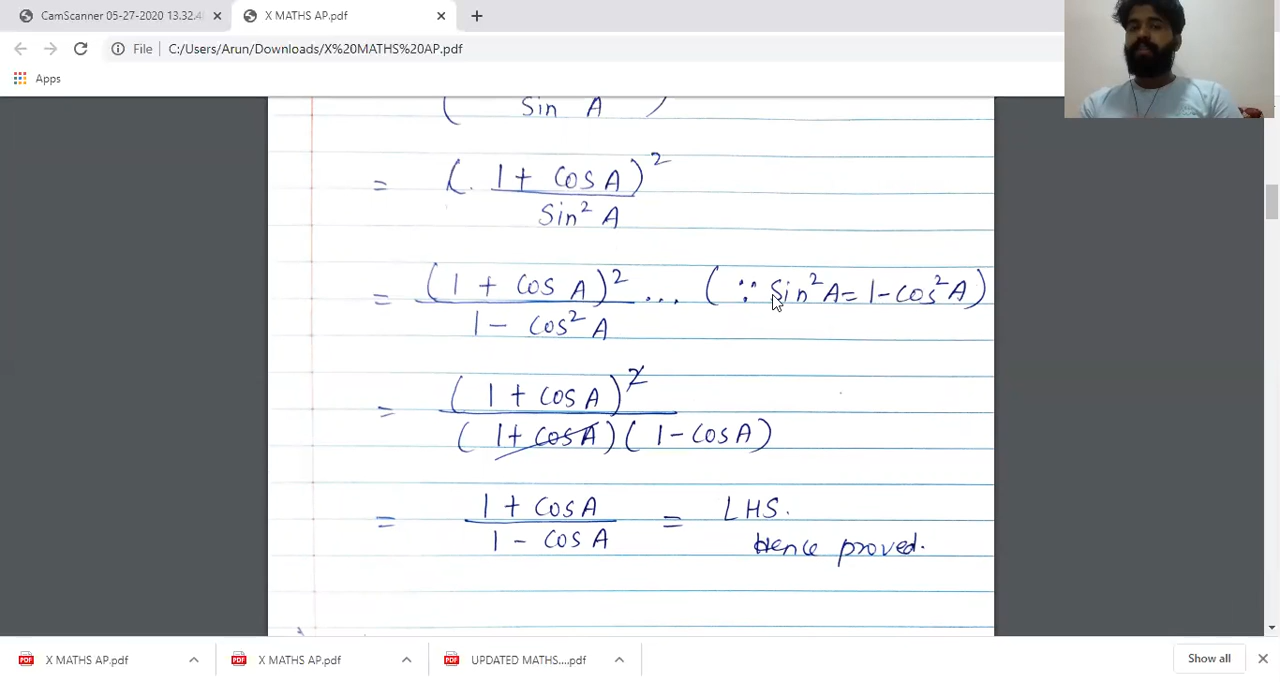 CamScanner 05-27-2020 13.32.4
X MATHS AP.pdf
File C:/Users/Arun/Downloads/X%20MATHS%20AP.pdf
Apps
( Sin A )
= ( 1 + cos A )²
Sin² A
= ( 1 + cos A )² ... ( ∵ Sin²A = 1 - cos²A )
1 - cos² A
= ( 1 + cos A )2
( 1 + cos A ) ( 1 - cos A )
= 1 + cos A = LHS.
1 - cos A
Hence proved.
X MATHS AP.pdf
X MATHS AP.pdf
UPDATED MATHS....pdf
Show all